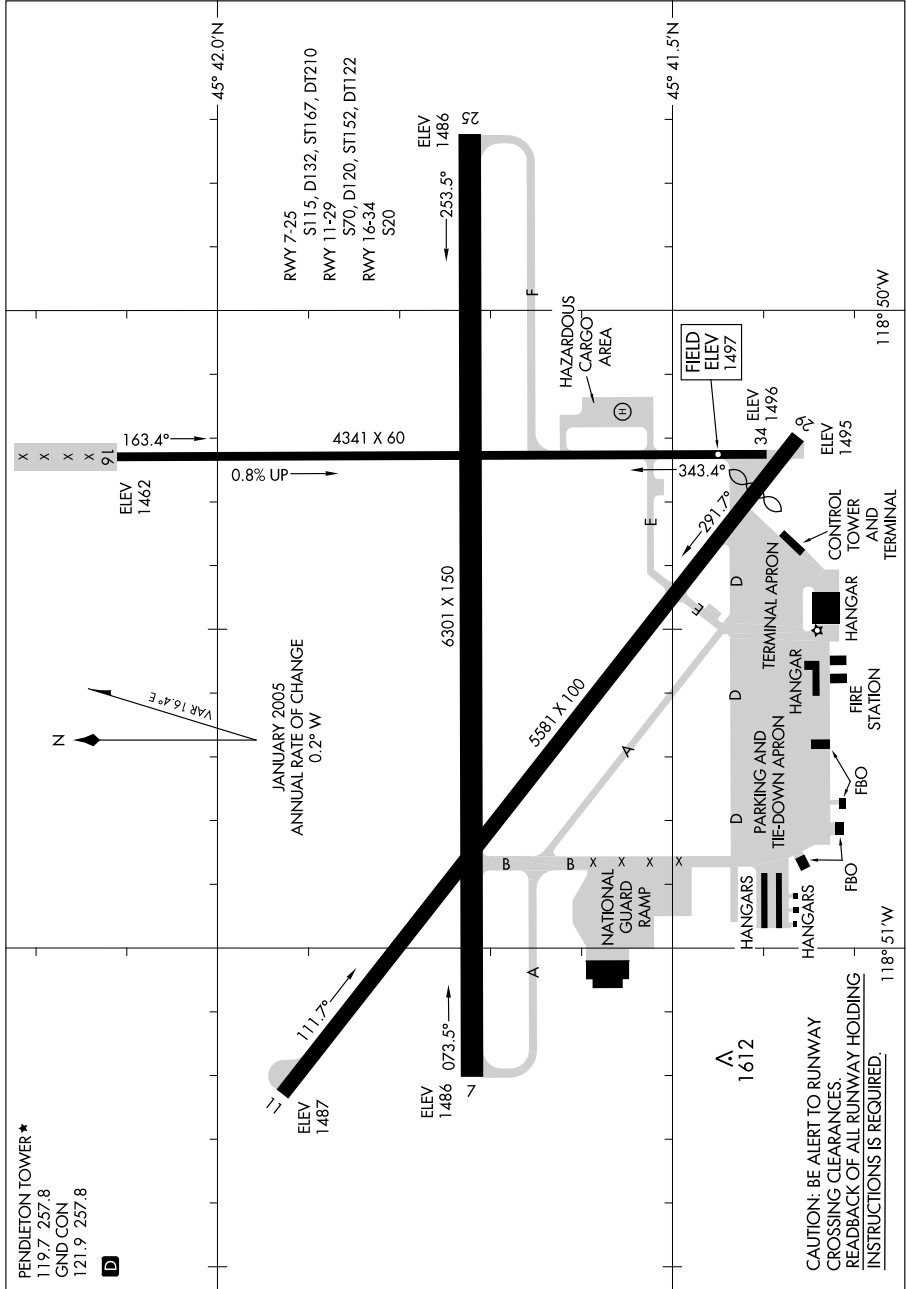 PENDLETON TOWER ★
119.7 257.8
GND CON
121.9 257.8
D
N
VAR 16.4° E
JANUARY 2005
ANNUAL RATE OF CHANGE
0.2° W
45° 42.0'N
X X X X
16
ELEV
1462
163.4°
0.8% UP
4341 X 60
RWY 7-25
S115, D132, ST167, DT210
RWY 11-29
S70, D120, ST152, DT122
RWY 16-34
S20
11
ELEV
1487
111.7°
ELEV
1486
7
073.5°
6301 X 150
253.5°
ELEV
1486
25
5581 X 100
A
B
B
X X X X
A
NATIONAL
GUARD
RAMP
E
E
F
HAZARDOUS
CARGO
AREA
H
45° 41.5'N
FIELD
ELEV
1497
343.4°
34
ELEV
1496
291.7°
29
ELEV
1495
D
D
D
TERMINAL APRON
PARKING AND
TIE-DOWN APRON
HANGARS
HANGARS
FBO
FBO
HANGAR
FIRE
STATION
HANGAR
CONTROL
TOWER
AND
TERMINAL
1612
118° 51'W
118° 50'W
CAUTION: BE ALERT TO RUNWAY
CROSSING CLEARANCES.
READBACK OF ALL RUNWAY HOLDING
INSTRUCTIONS IS REQUIRED.